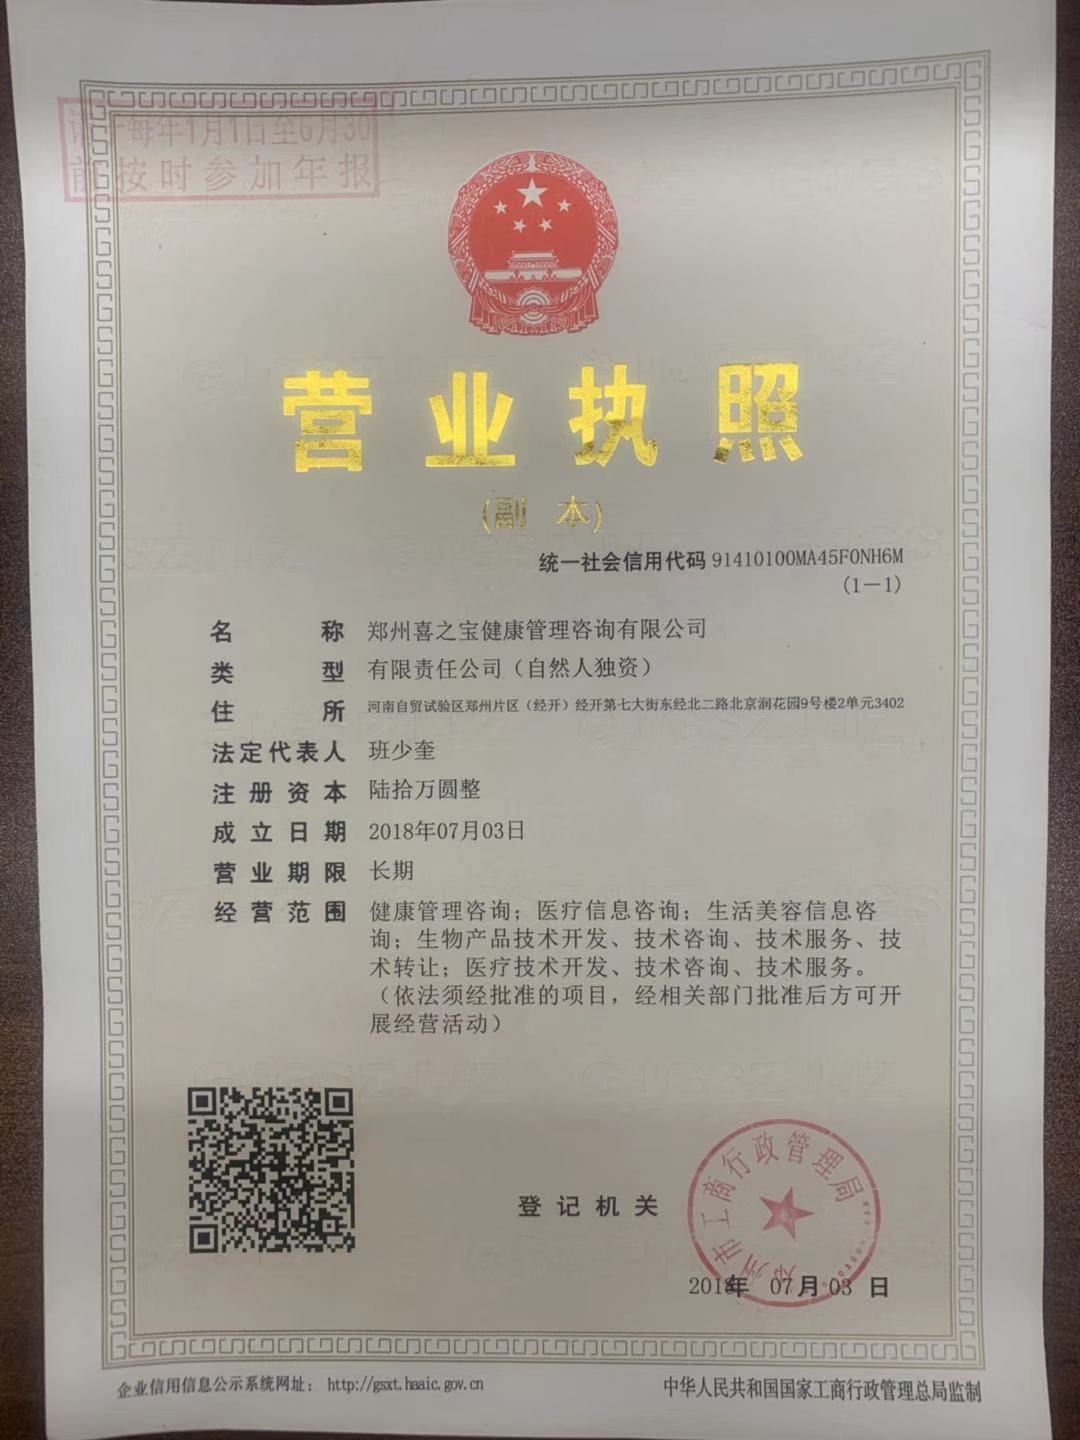 请于每年1月1日至6月30
前按时参加年报
营业执照
(副 本)
统一社会信用代码 91410100MA45F0NH6M
(1-1)
名称 郑州喜之宝健康管理咨询有限公司
类型 有限责任公司（自然人独资）
住所 河南自贸试验区郑州片区（经开）经开第七大街东经北二路北京润花园9号楼2单元3402
法定代表人 班少奎
注册资本 陆拾万圆整
成立日期 2018年07月03日
营业期限 长期
经营范围 健康管理咨询；医疗信息咨询；生活美容信息咨
询；生物产品技术开发、技术咨询、技术服务、技
术转让；医疗技术开发、技术咨询、技术服务。
（依法须经批准的项目，经相关部门批准后方可开
展经营活动）
登记机关
郑州市工商行政管理局
2018年 07月03 日
企业信用信息公示系统网址： http://gsxt.haaic.gov.cn
中华人民共和国国家工商行政管理总局监制